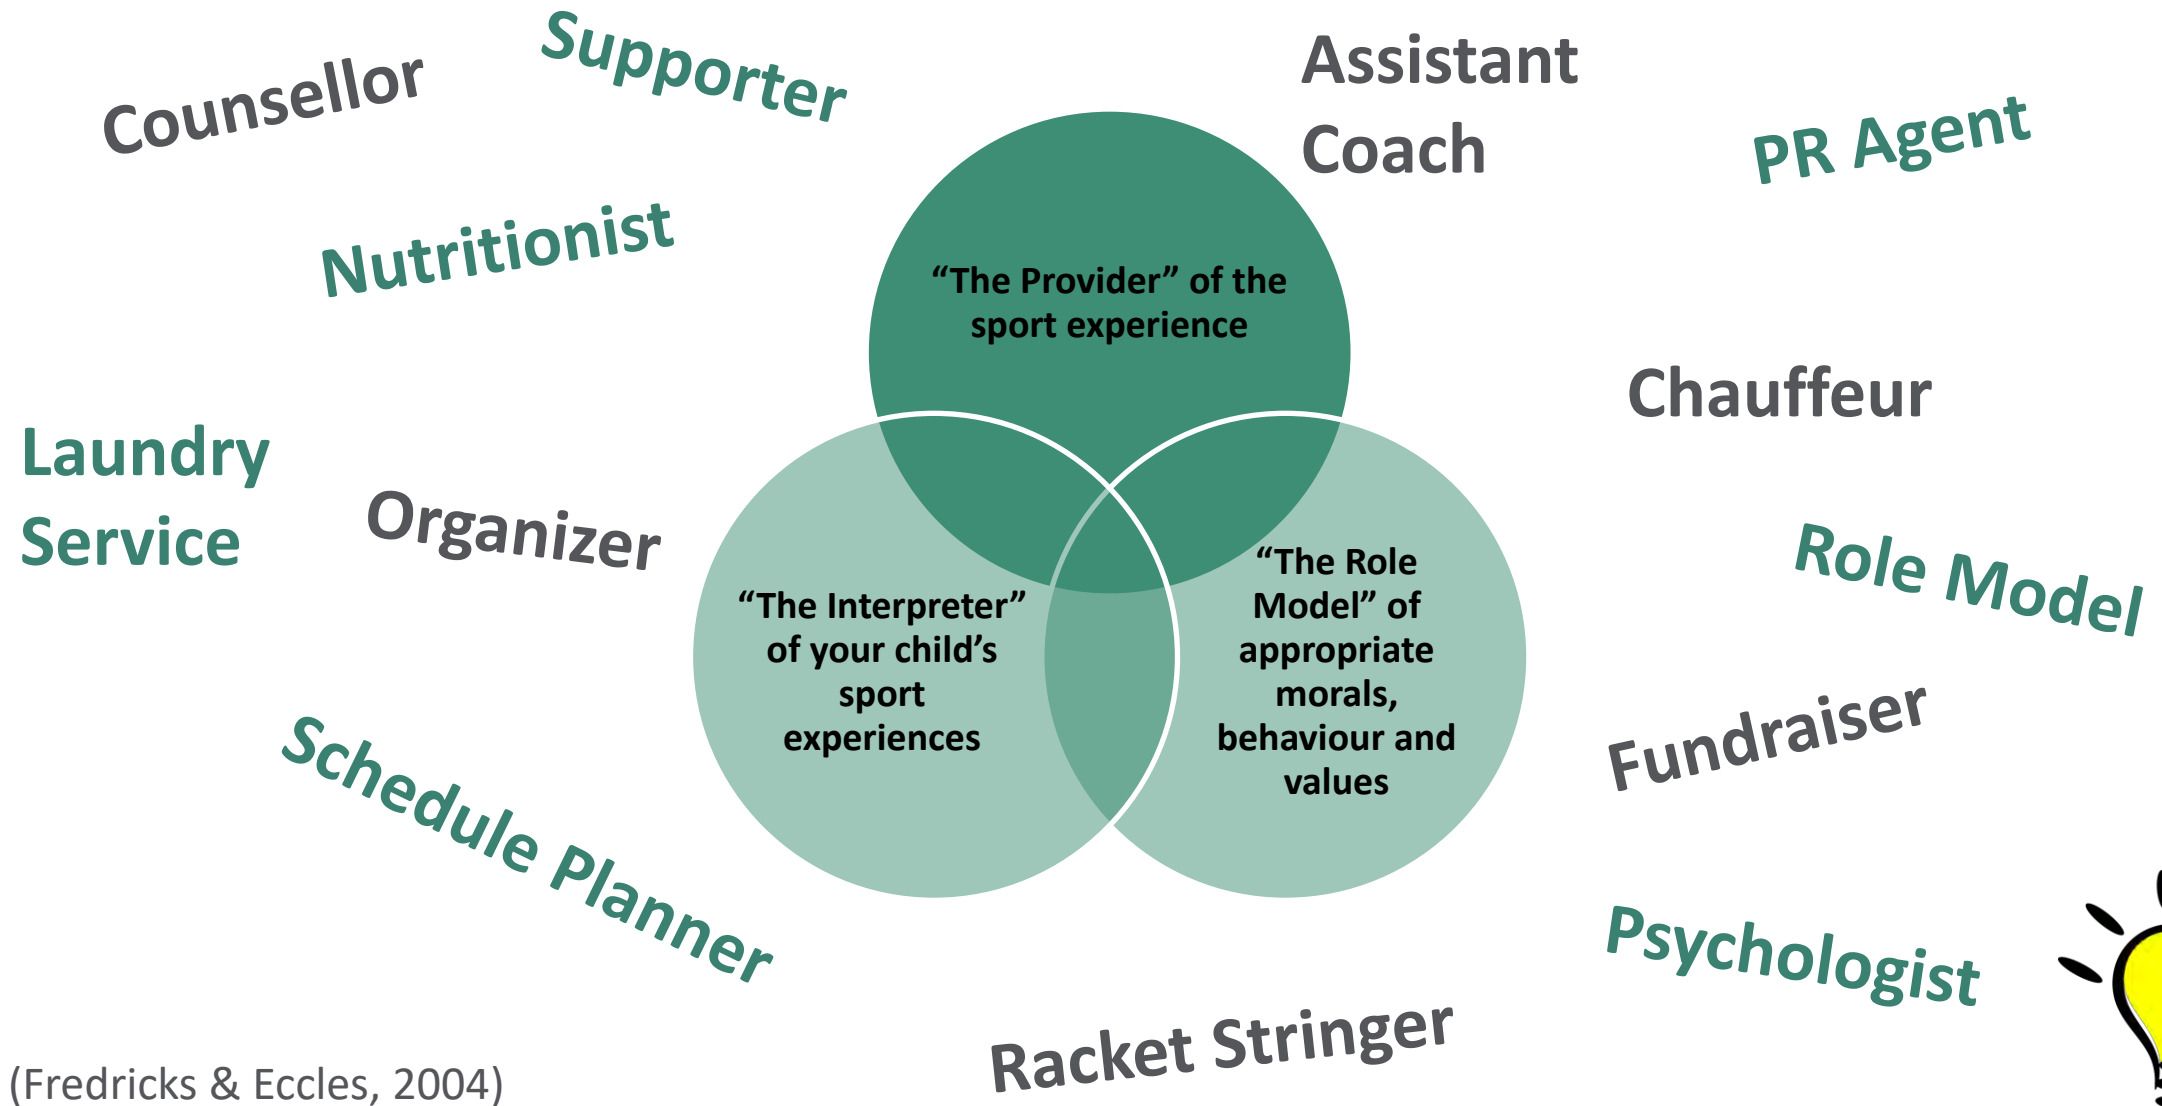 Counsellor
Supporter
Assistant
Coach
PR Agent
Nutritionist
“The Provider” of the
sport experience
Chauffeur
Laundry
Service
Organizer
“The Interpreter”
of your child’s
sport
experiences
“The Role
Model” of
appropriate
morals,
behaviour and
values
Role Model
Schedule Planner
Fundraiser
Psychologist
Racket Stringer
(Fredricks & Eccles, 2004)